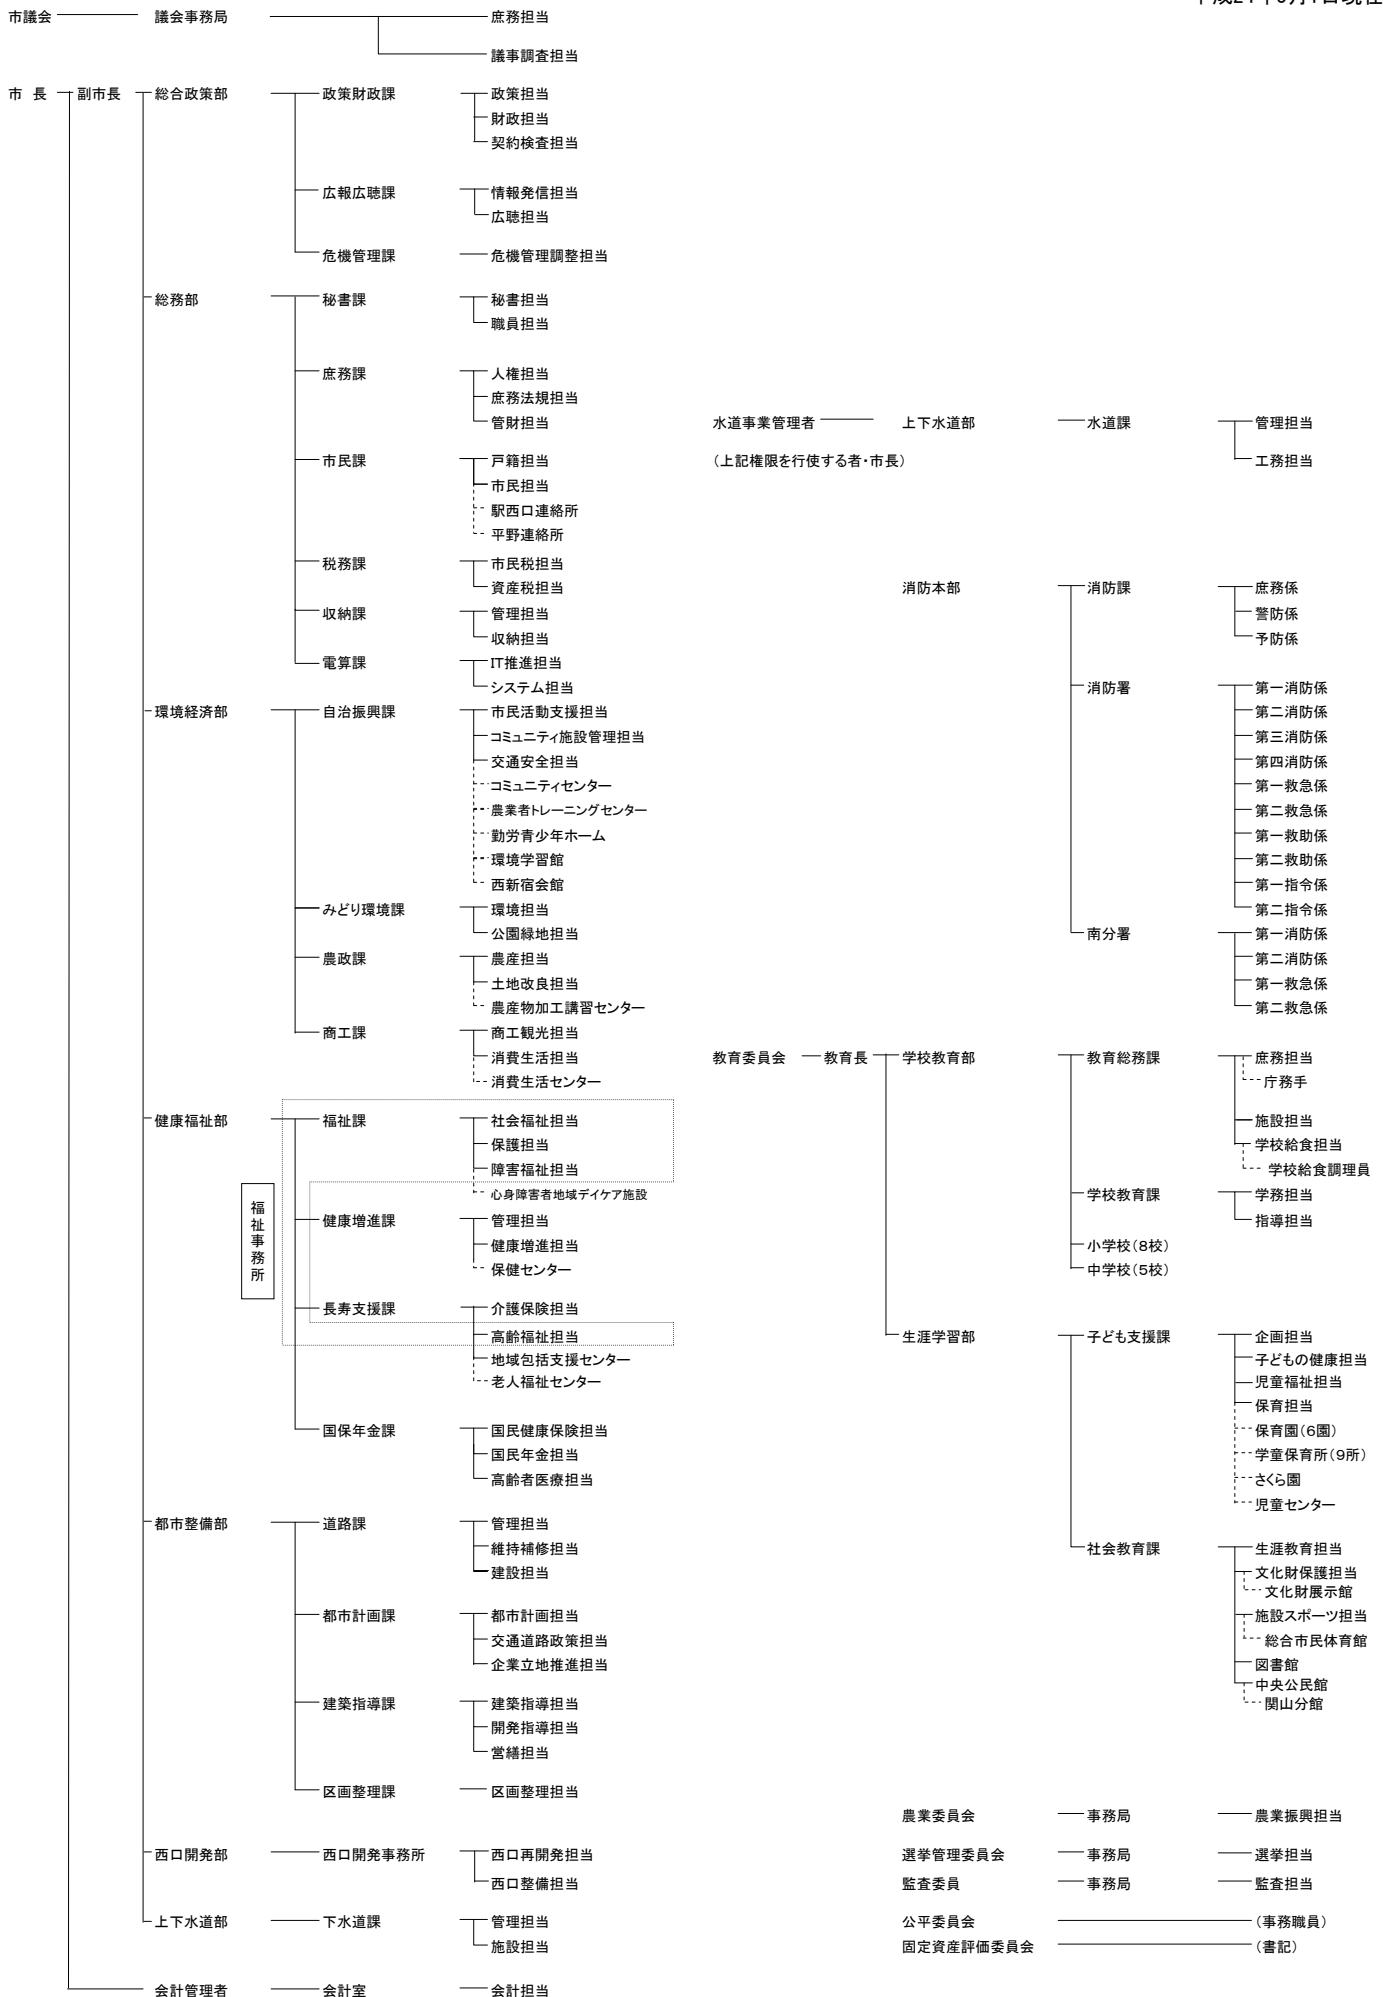 市議会 議会事務局 庶務担当
議事調査担当
市 長 副市長 総合政策部 政策財政課 政策担当
財政担当
契約検査担当
広報広聴課 情報発信担当
広聴担当
危機管理課 危機管理調整担当
総務部 秘書課 秘書担当
職員担当
庶務課 人権担当
庶務法規担当
管財担当
市民課 戸籍担当
市民担当
駅西口連絡所
平野連絡所
税務課 市民税担当
資産税担当
収納課 管理担当
収納担当
電算課 IT推進担当
システム担当
環境経済部 自治振興課 市民活動支援担当
コミュニティ施設管理担当
交通安全担当
コミュニティセンター
農業者トレーニングセンター
勤労青少年ホーム
環境学習館
西新宿会館
みどり環境課 環境担当
公園緑地担当
農政課 農産担当
土地改良担当
農産物加工講習センター
商工課 商工観光担当
消費生活担当
消費生活センター
健康福祉部 福祉課 社会福祉担当
保護担当
障害福祉担当
心身障害者地域デイケア施設
福祉事務所
健康増進課 管理担当
健康増進担当
保健センター
長寿支援課 介護保険担当
高齢福祉担当
地域包括支援センター
老人福祉センター
国保年金課 国民健康保険担当
国民年金担当
高齢者医療担当
都市整備部 道路課 管理担当
維持補修担当
建設担当
都市計画課 都市計画担当
交通道路政策担当
企業立地推進担当
建築指導課 建築指導担当
開発指導担当
営繕担当
区画整理課 区画整理担当
西口開発部 西口開発事務所 西口再開発担当
西口整備担当
上下水道部 下水道課 管理担当
施設担当
会計管理者 会計室 会計担当
水道事業管理者 上下水道部 水道課 管理担当
(上記権限を行使する者・市長) 工務担当
消防本部 消防課 庶務係
警防係
予防係
消防署 第一消防係
第二消防係
第三消防係
第四消防係
第一救急係
第二救急係
第一救助係
第二救助係
第一指令係
第二指令係
南分署 第一消防係
第二消防係
第一救急係
第二救急係
教育委員会 教育長 学校教育部 教育総務課 庶務担当
庁務手
施設担当
学校給食担当
学校給食調理員
学校教育課 学務担当
指導担当
小学校(8校)
中学校(5校)
生涯学習部 子ども支援課 企画担当
子どもの健康担当
児童福祉担当
保育担当
保育園(6園)
学童保育所(9所)
さくら園
児童センター
社会教育課 生涯教育担当
文化財保護担当
文化財展示館
施設スポーツ担当
総合市民体育館
図書館
中央公民館
関山分館
農業委員会 事務局 農業振興担当
選挙管理委員会 事務局 選挙担当
監査委員 事務局 監査担当
公平委員会 (事務職員)
固定資産評価委員会 (書記)